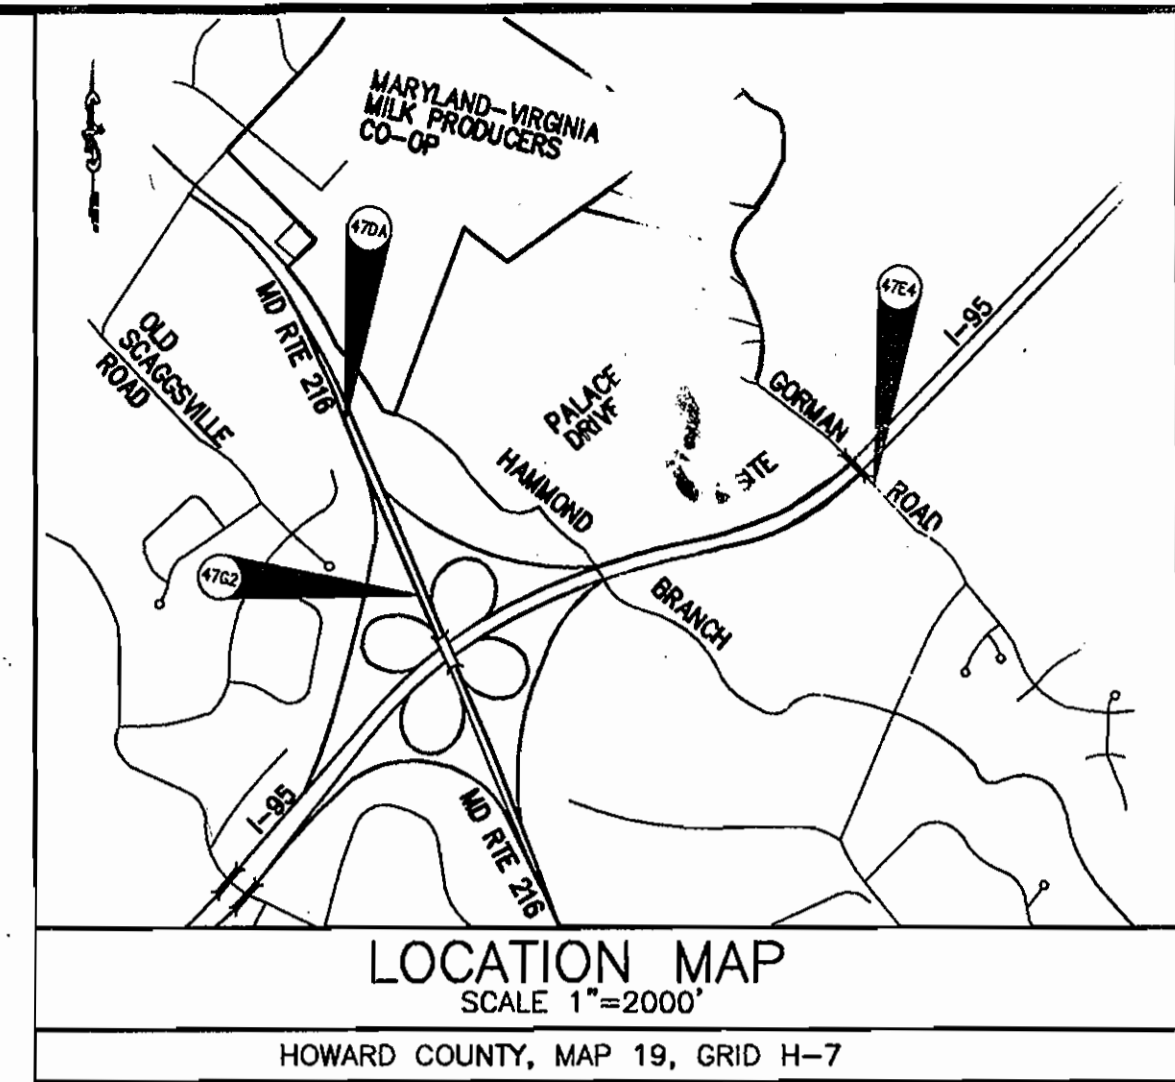 MARYLAND-VIRGINIA
MILK PRODUCERS
CO-OP
47DA
47E4
I-95
MD RTE 216
OLD
SCAGGSVILLE
ROAD
PALACE
DRIVE
GORMAN
ROAD
SITE
HAMMOND
BRANCH
47G2
I-95
MD RTE 216
LOCATION MAP
SCALE 1"=2000'
HOWARD COUNTY, MAP 19, GRID H-7